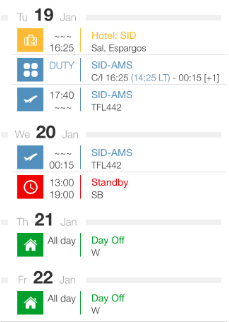 Tu 19 Jan
~~~ Hotel: SID
16:25 Sal, Espargos
DUTY SID-AMS
C/I 16:25 (14:25 LT) - 00:15 [+1]
17:40 SID-AMS
~~~ TFL442
We 20 Jan
~~~ SID-AMS
00:15 TFL442
13:00 Standby
19:00 SB
Th 21 Jan
All day Day Off
W
Fr 22 Jan
All day Day Off
W